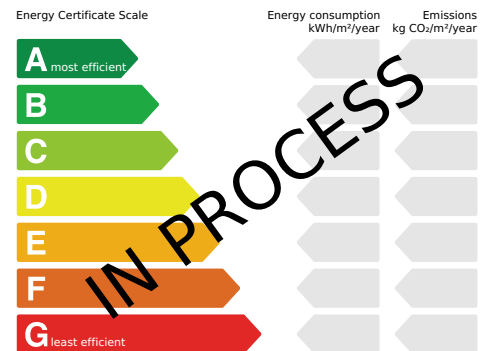 Energy Certificate Scale
Energy consumption
kWh/m²/year
Emissions
kg CO₂/m²/year
A most efficient
B
C
D
E
F
G least efficient
IN PROCESS